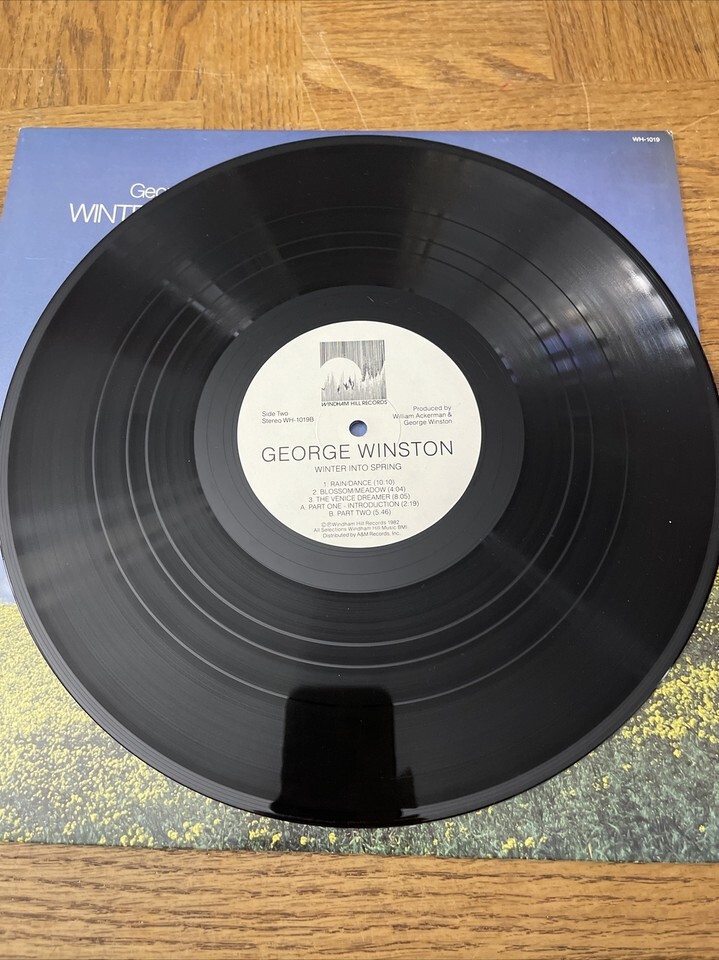 WH-1019
WINDHAM HILL RECORDS
Side Two
Stereo WH-1019B
Produced by
William Ackerman &
George Winston
GEORGE WINSTON
WINTER INTO SPRING
1. RAIN/DANCE (10:10)
2. BLOSSOM/MEADOW (4:04)
3. THE VENICE DREAMER (8:05)
A. PART ONE - INTRODUCTION (2:19)
B. PART TWO (5:46)
©℗Windham Hill Records 1982
All Selections Windham Hill Music BMI.
Distributed by A&M Records, Inc.